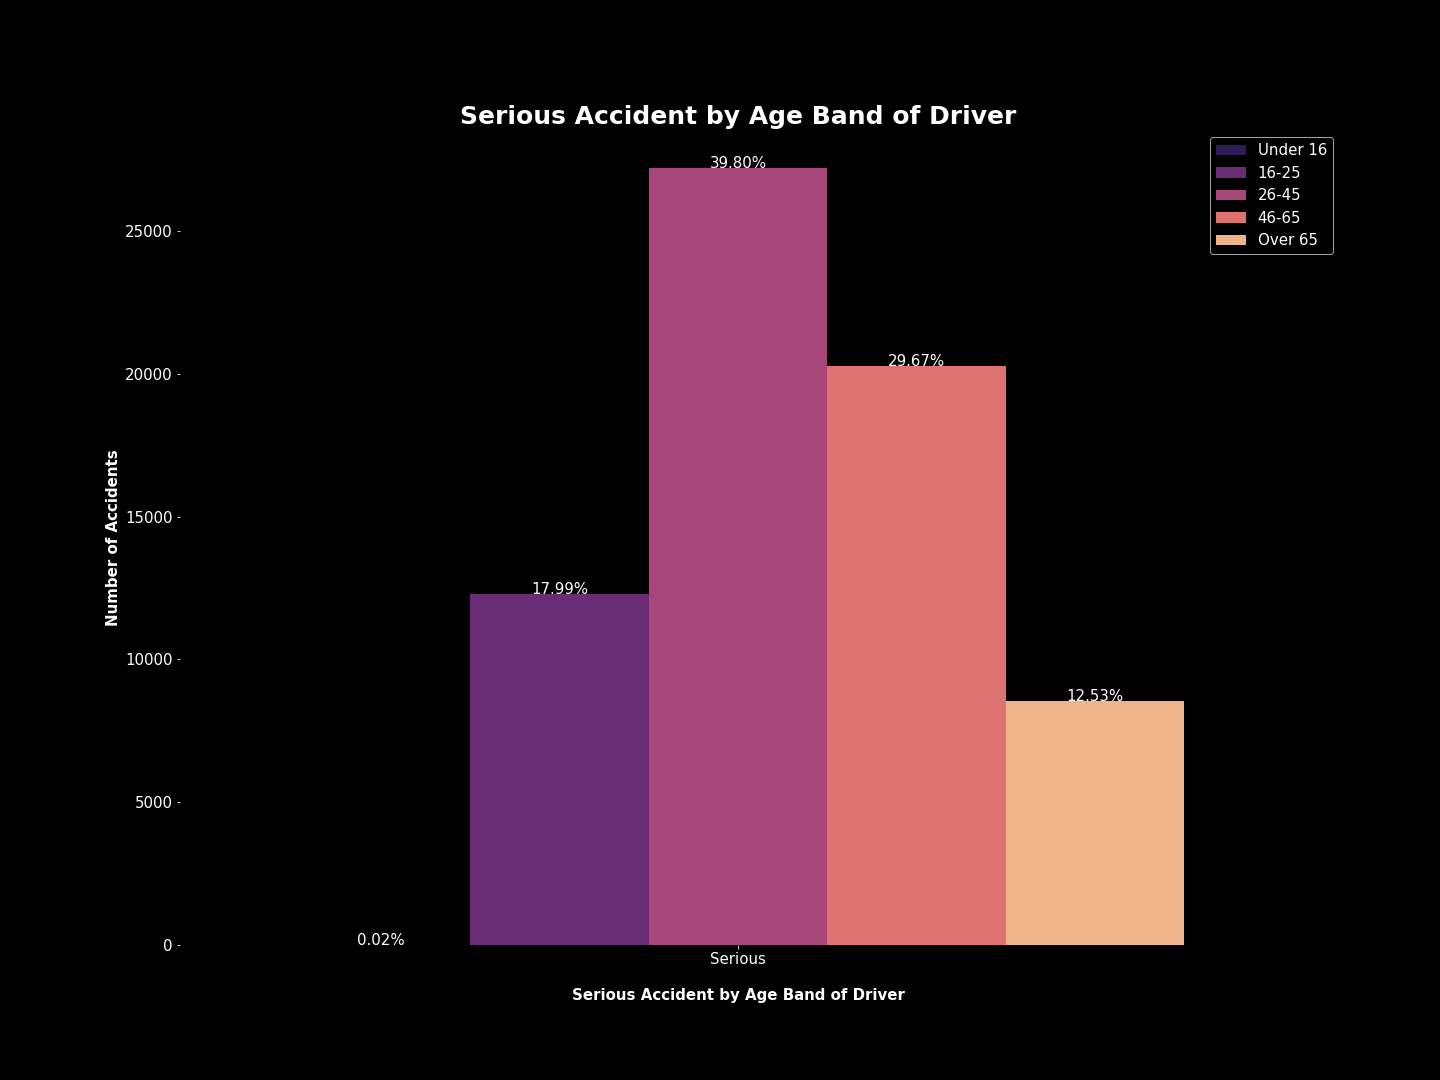 Serious Accident by Age Band of Driver
Under 16
16-25
26-45
46-65
Over 65
39.80%
29.67%
17.99%
12.53%
0.02%
25000
20000
15000
10000
5000
0
Number of Accidents
Serious
Serious Accident by Age Band of Driver